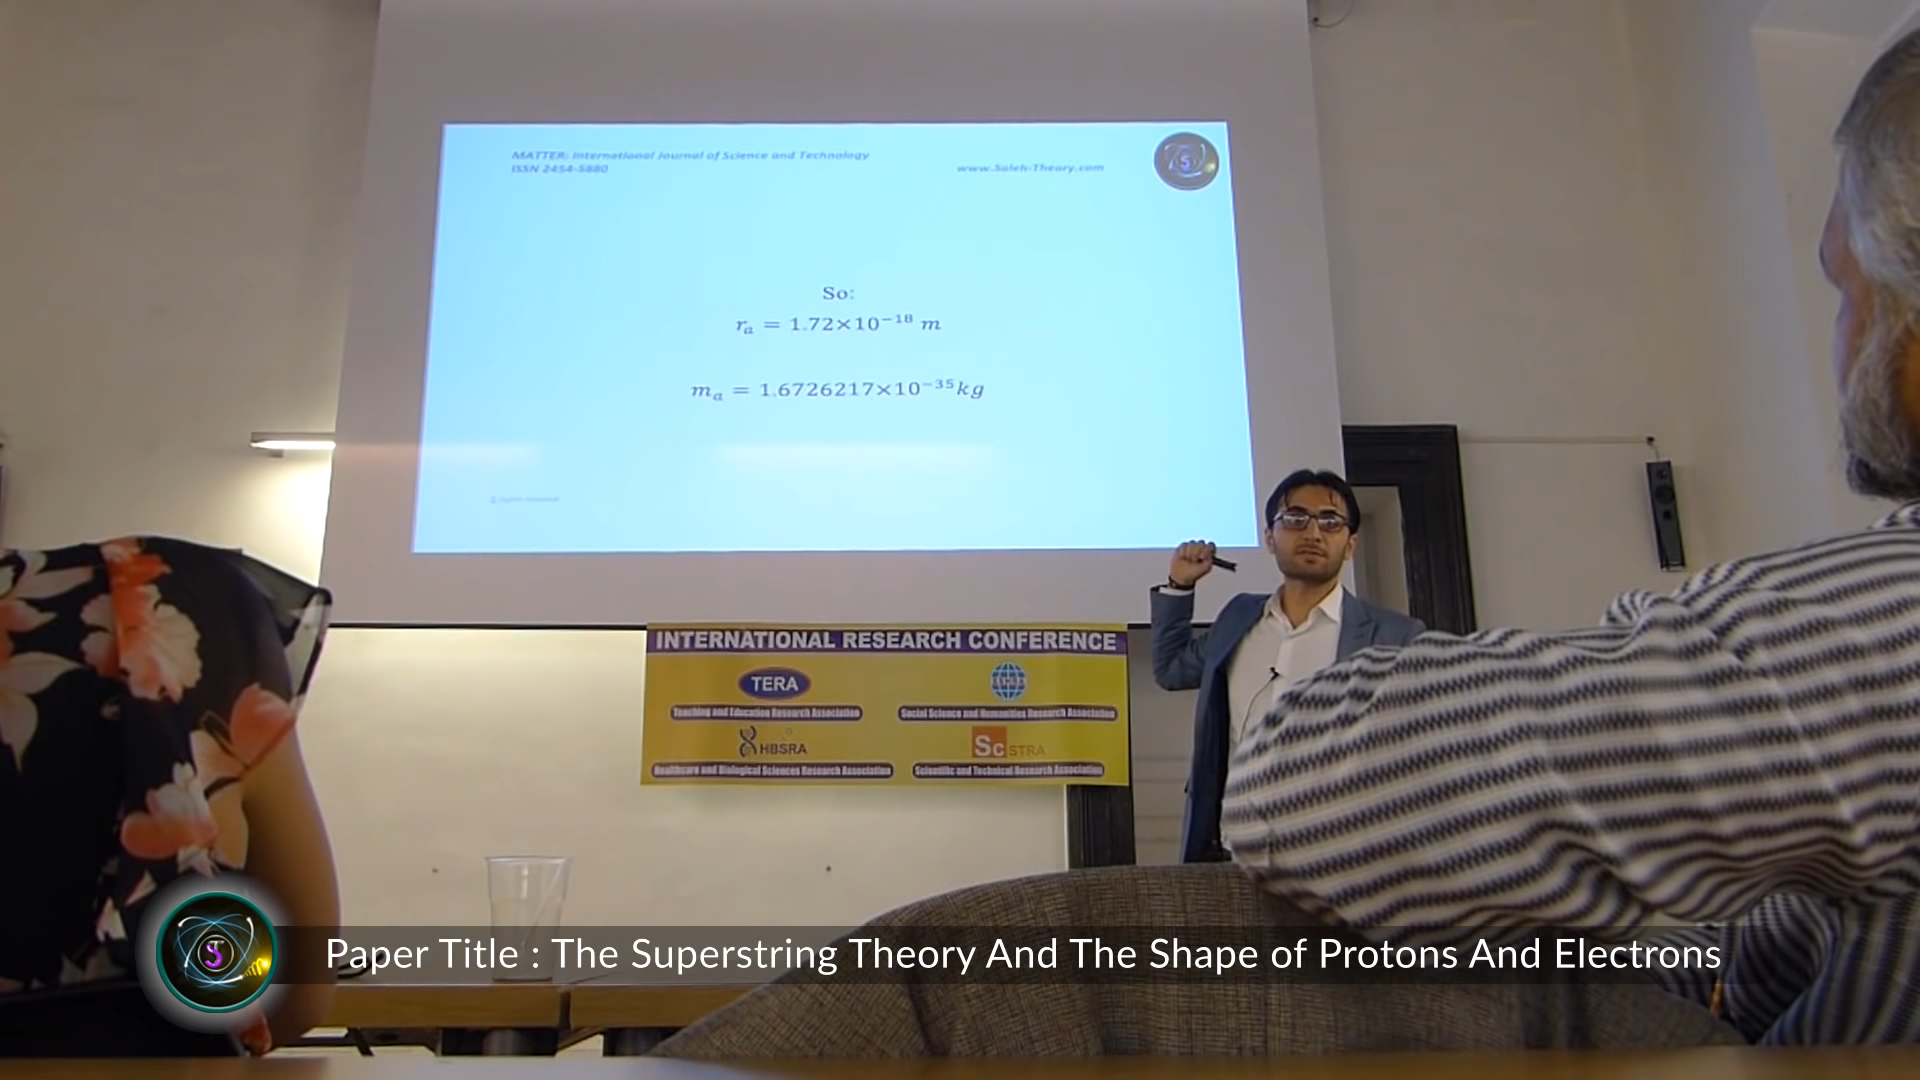 MATTER: International Journal of Science and Technology
ISSN 2454-5880
www.Saleh-Theory.com
S
So:
rₐ = 1.72×10⁻¹⁸ m
mₐ = 1.6726217×10⁻³⁵kg
INTERNATIONAL RESEARCH CONFERENCE
TERA
Teaching and Education Research Association
Social Science and Humanities Research Association
HBSRA
Sc STRA
Healthcare and Biological Sciences Research Association
Scientific and Technical Research Association
S
Paper Title : The Superstring Theory And The Shape of Protons And Electrons